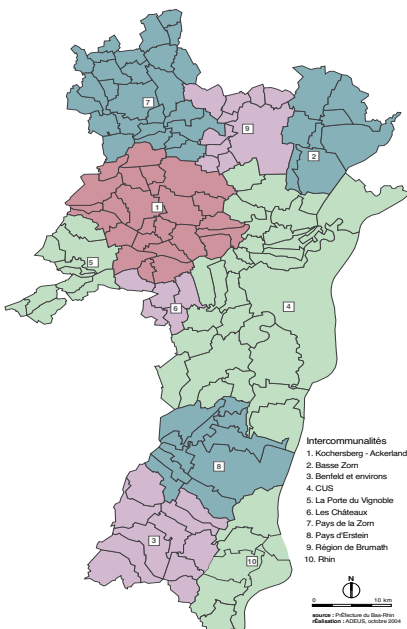 7
9
2
1
5
6
4
8
3
10
Intercommunalités
1. Kochersberg - Ackerland
2. Basse Zorn
3. Benfeld et environs
4. CUS
5. La Porte du Vignoble
6. Les Châteaux
7. Pays de la Zorn
8. Pays d'Erstein
9. Région de Brumath
10. Rhin
N
0 10 km
source : PrÈfecture du Bas-Rhin
rÈalisation : ADEUS, octobre 2004